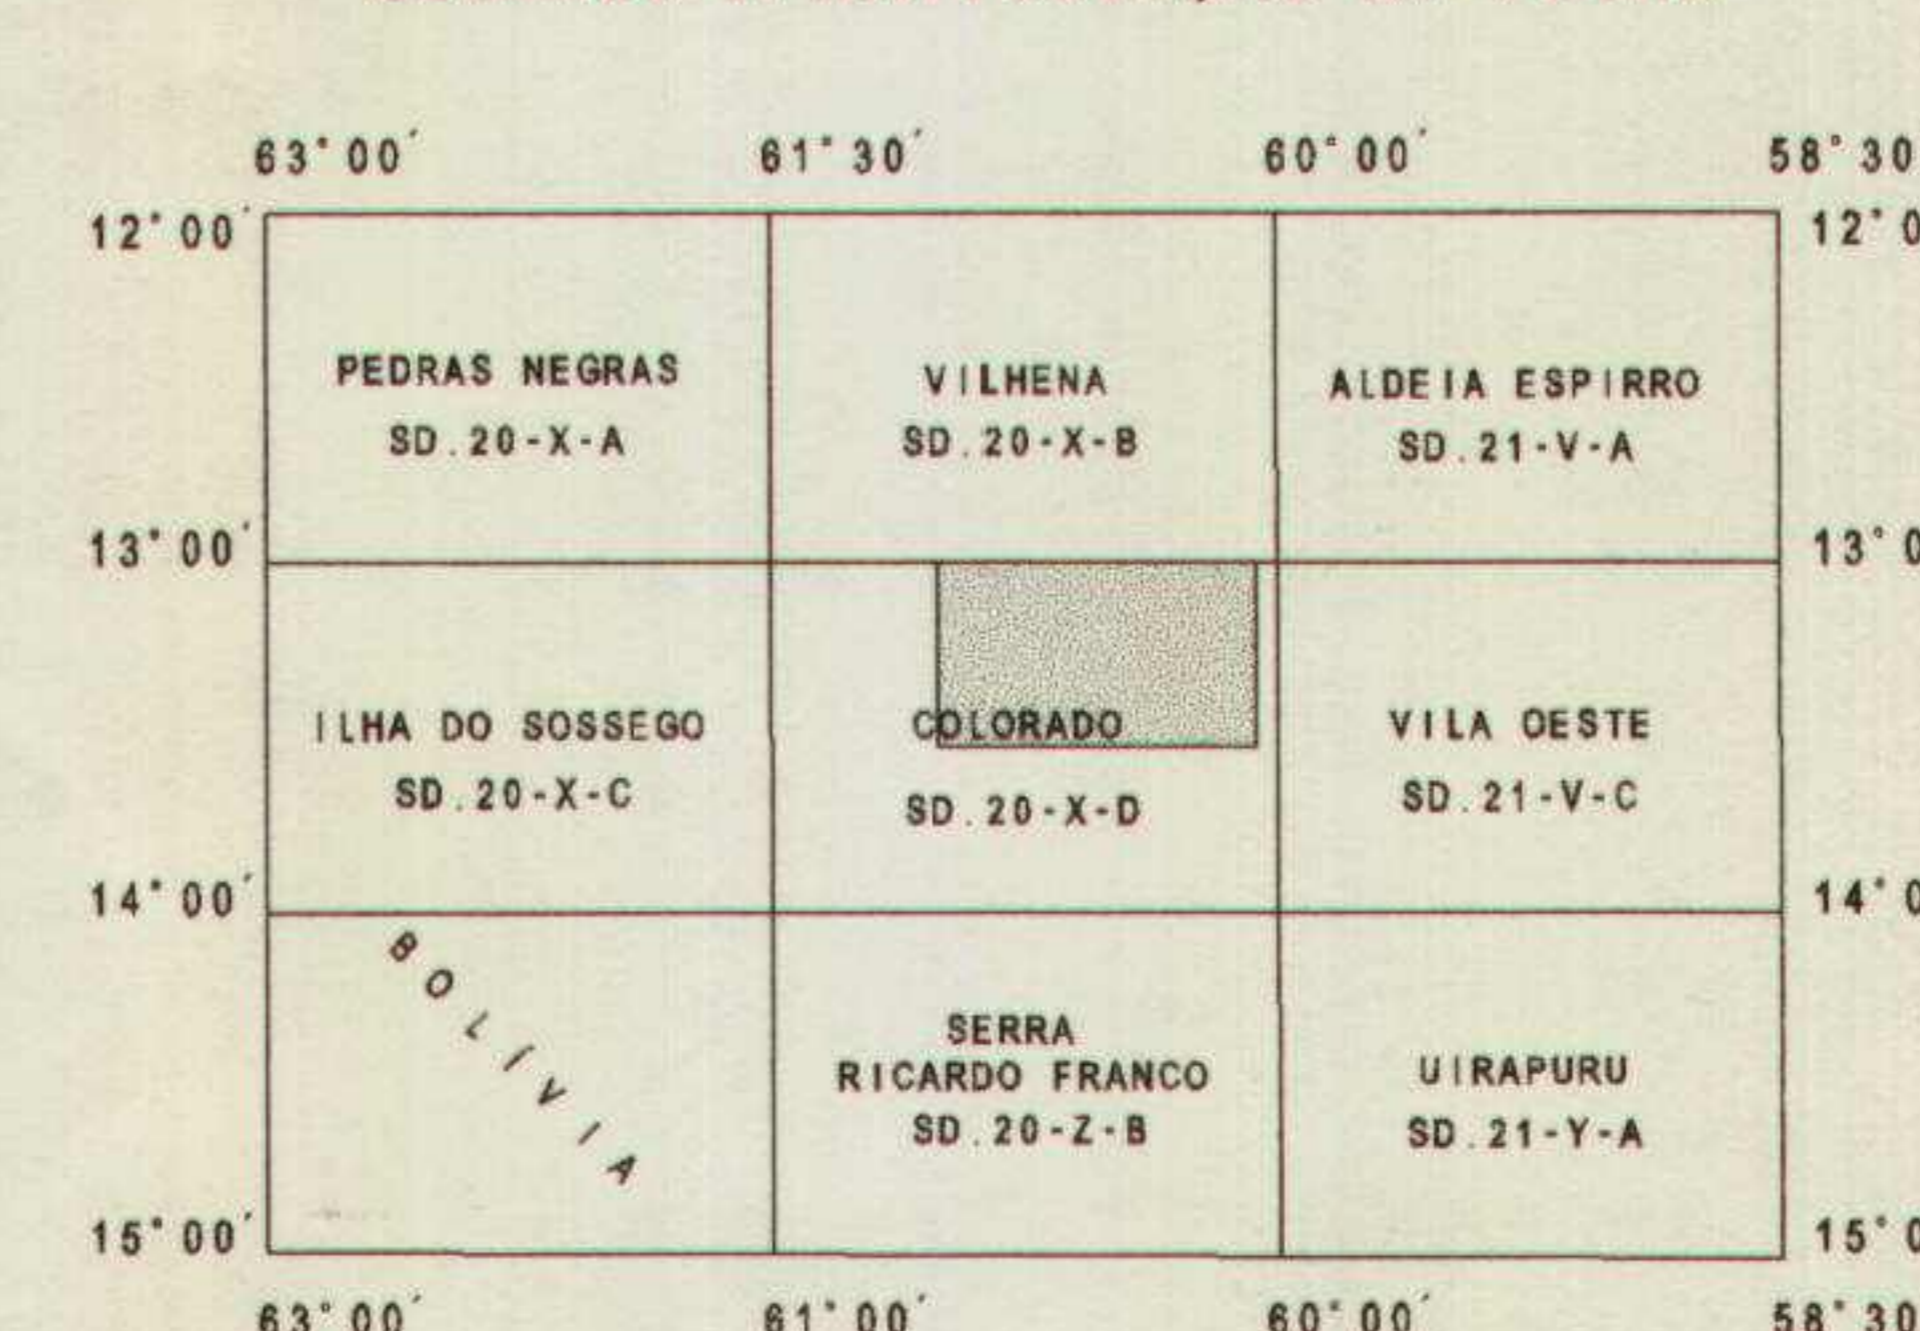 63°00´ 61°30´ 60°00´ 58°30
12°00´ 12°0
PEDRAS NEGRAS VILHENA ALDEIA ESPIRRO
SD.20-X-A SD.20-X-B SD.21-V-A
13°00´ 13°0
ILHA DO SOSSEGO COLORADO VILA OESTE
SD.20-X-C SD.20-X-D SD.21-V-C
14°00´ 14°0
BOLÍVIA
SERRA
RICARDO FRANCO UIRAPURU
SD.20-Z-B SD.21-Y-A
15°00´ 15°0
63°00´ 61°00´ 60°00´ 58°30